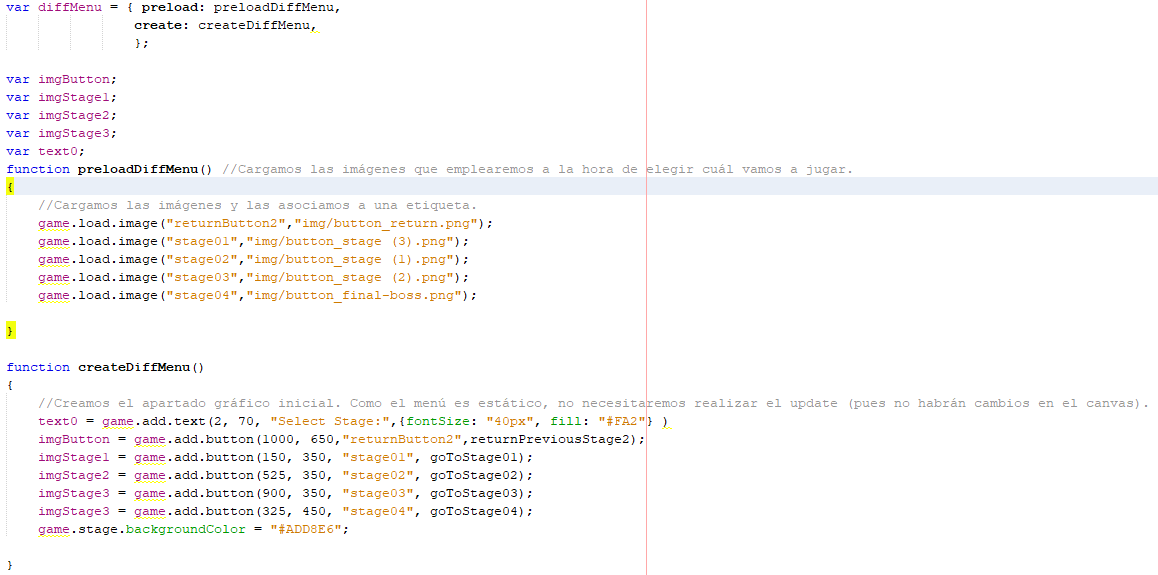 var diffMenu = { preload: preloadDiffMenu,
create: createDiffMenu,
};
var imgButton;
var imgStage1;
var imgStage2;
var imgStage3;
var text0;
function preloadDiffMenu() //Cargamos las imágenes que emplearemos a la hora de elegir cuál vamos a jugar.
{
//Cargamos las imágenes y las asociamos a una etiqueta.
game.load.image("returnButton2","img/button_return.png");
game.load.image("stage01","img/button_stage (3).png");
game.load.image("stage02","img/button_stage (1).png");
game.load.image("stage03","img/button_stage (2).png");
game.load.image("stage04","img/button_final-boss.png");
}
function createDiffMenu()
{
//Creamos el apartado gráfico inicial. Como el menú es estático, no necesitaremos realizar el update (pues no habrán cambios en el canvas).
text0 = game.add.text(2, 70, "Select Stage:",{fontSize: "40px", fill: "#FA2"} )
imgButton = game.add.button(1000, 650,"returnButton2",returnPreviousStage2);
imgStage1 = game.add.button(150, 350, "stage01", goToStage01);
imgStage2 = game.add.button(525, 350, "stage02", goToStage02);
imgStage3 = game.add.button(900, 350, "stage03", goToStage03);
imgStage3 = game.add.button(325, 450, "stage04", goToStage04);
game.stage.backgroundColor = "#ADD8E6";
}